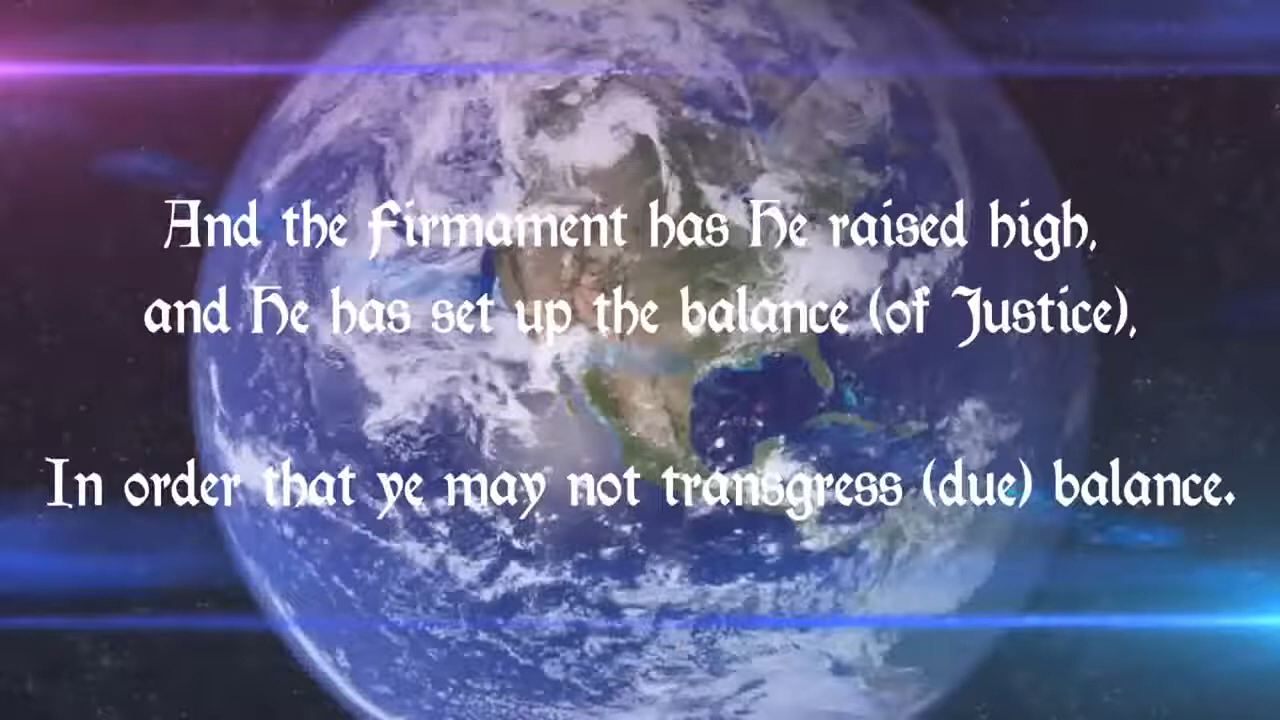 And the Firmament has He raised high,
and He has set up the balance (of Justice),
In order that ye may not transgress (due) balance.